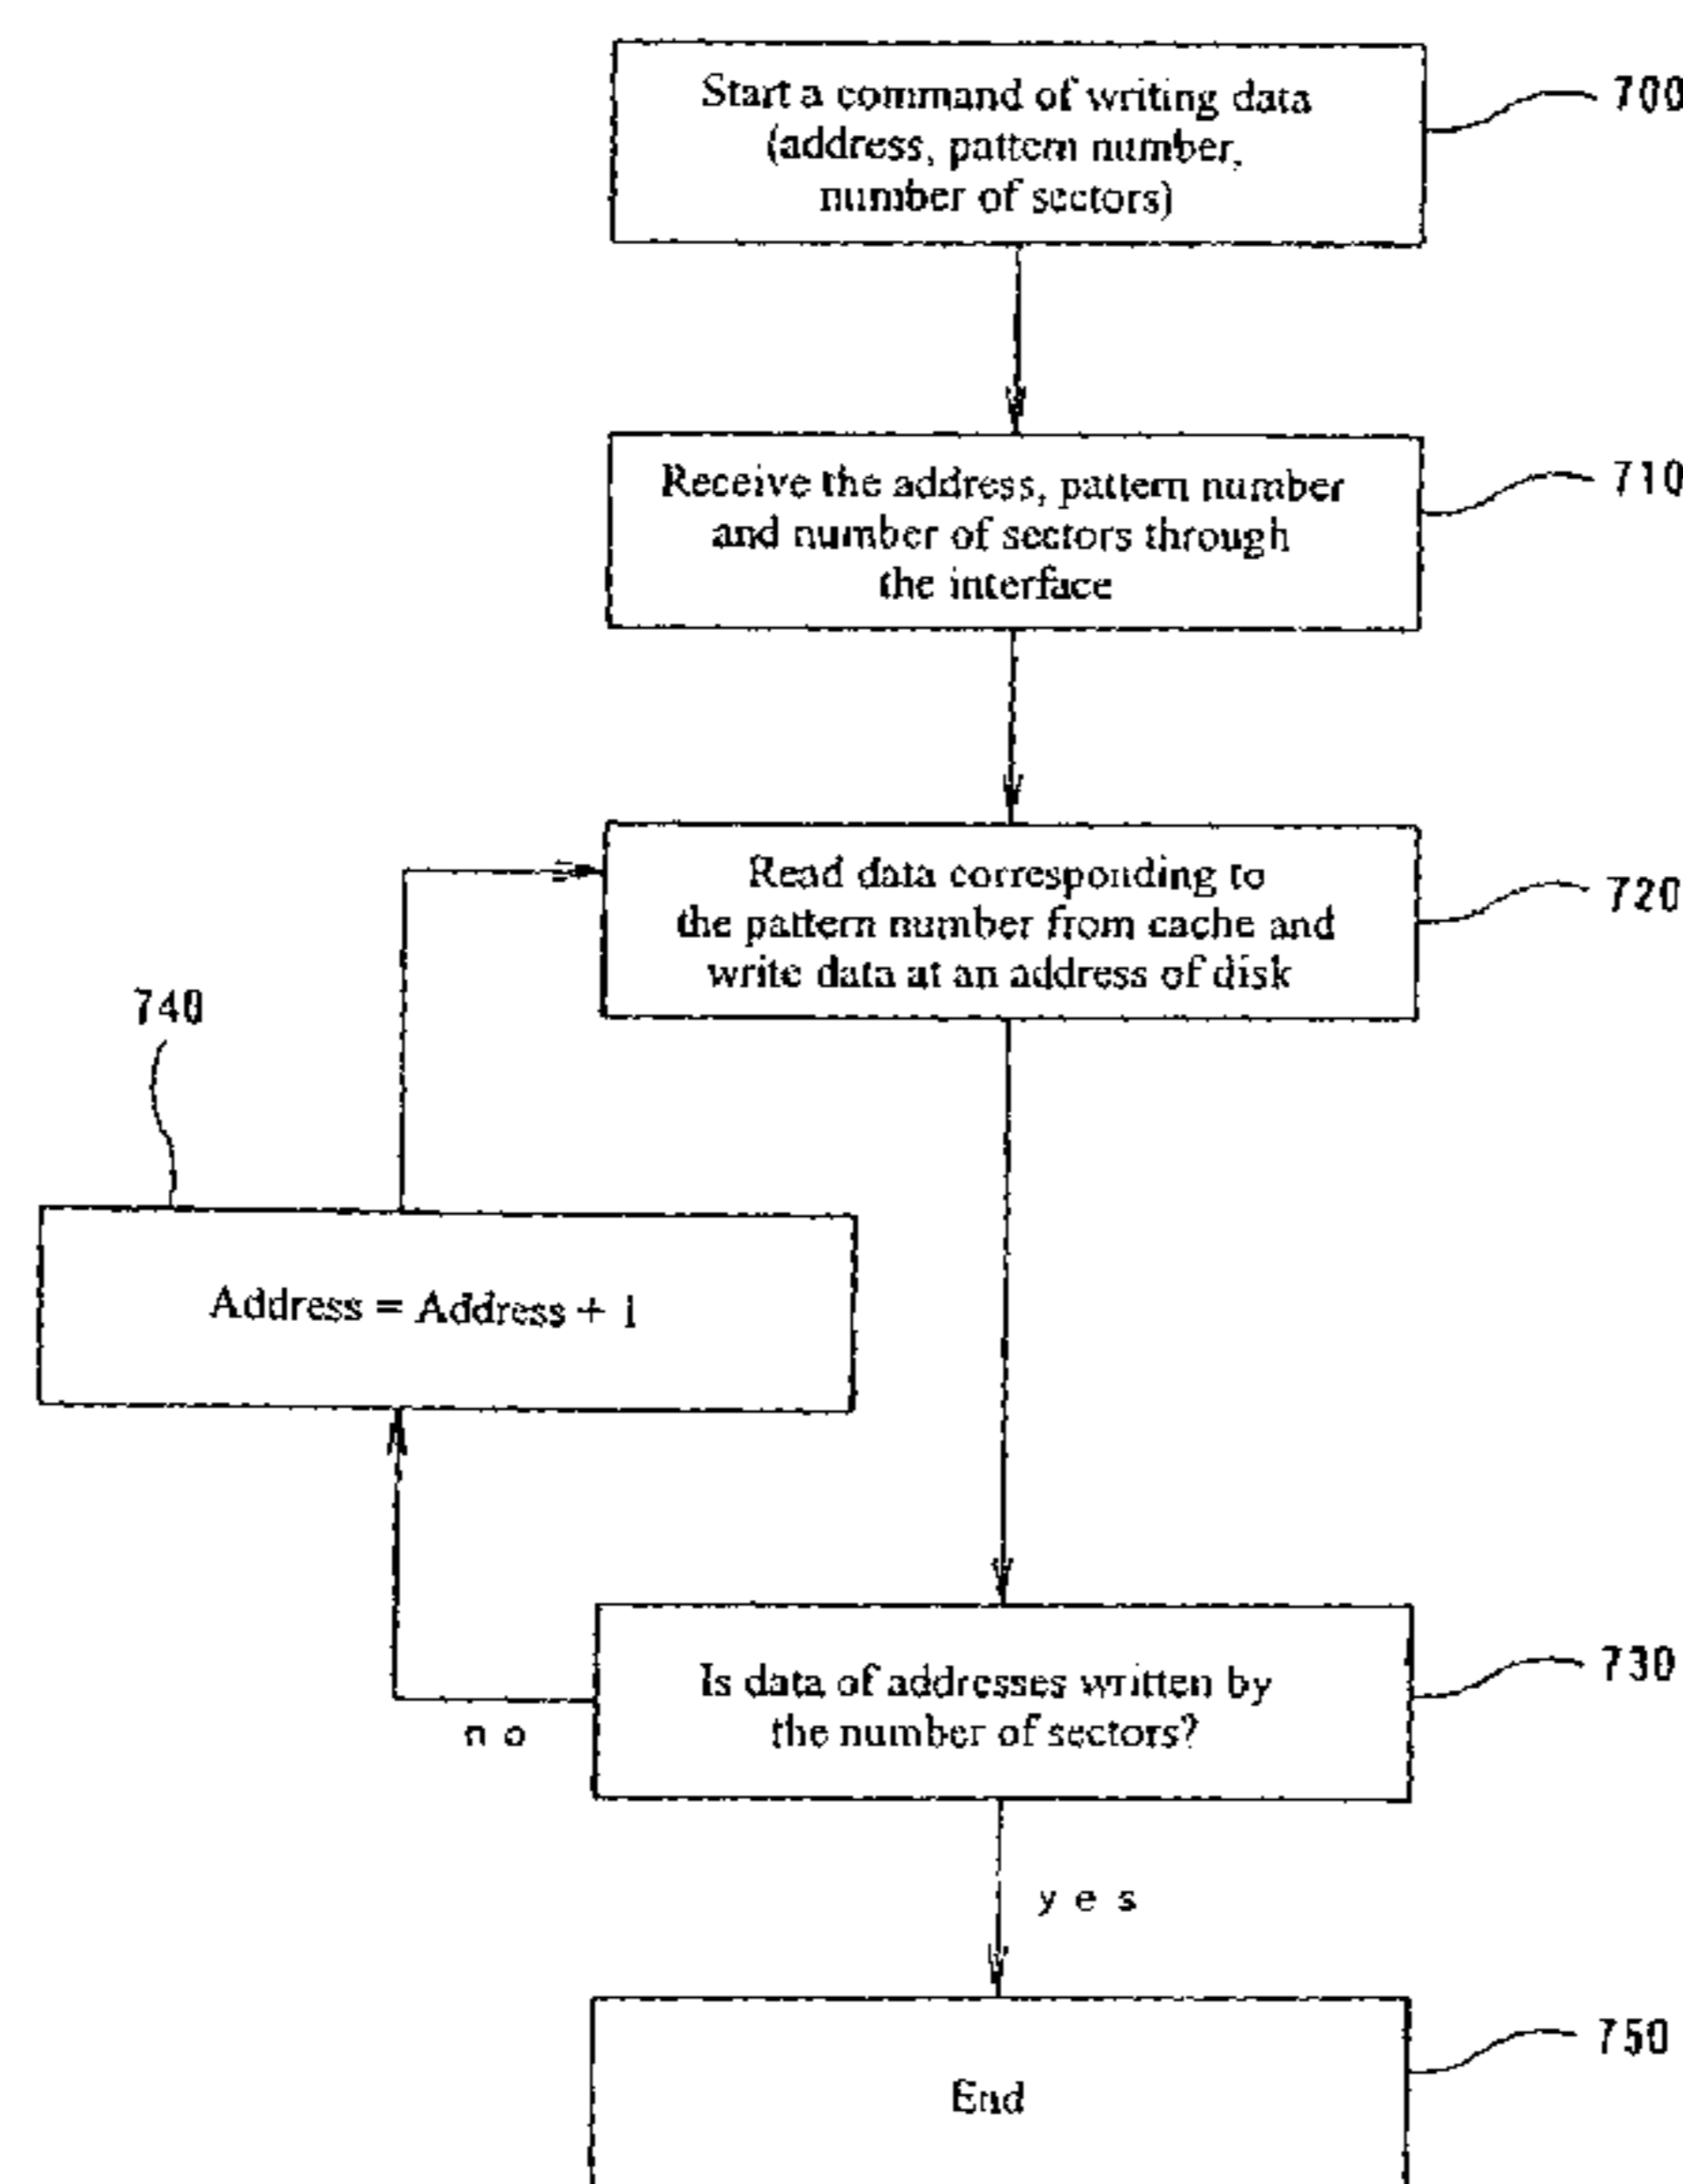 Start a command of writing data
(address, pattern number,
number of sectors)
700
Receive the address, pattern number
and number of sectors through
the interface
710
Read data corresponding to
the pattern number from cache and
write data at an address of disk
720
740
Address = Address + 1
Is data of addresses written by
the number of sectors?
730
no
yes
End
750